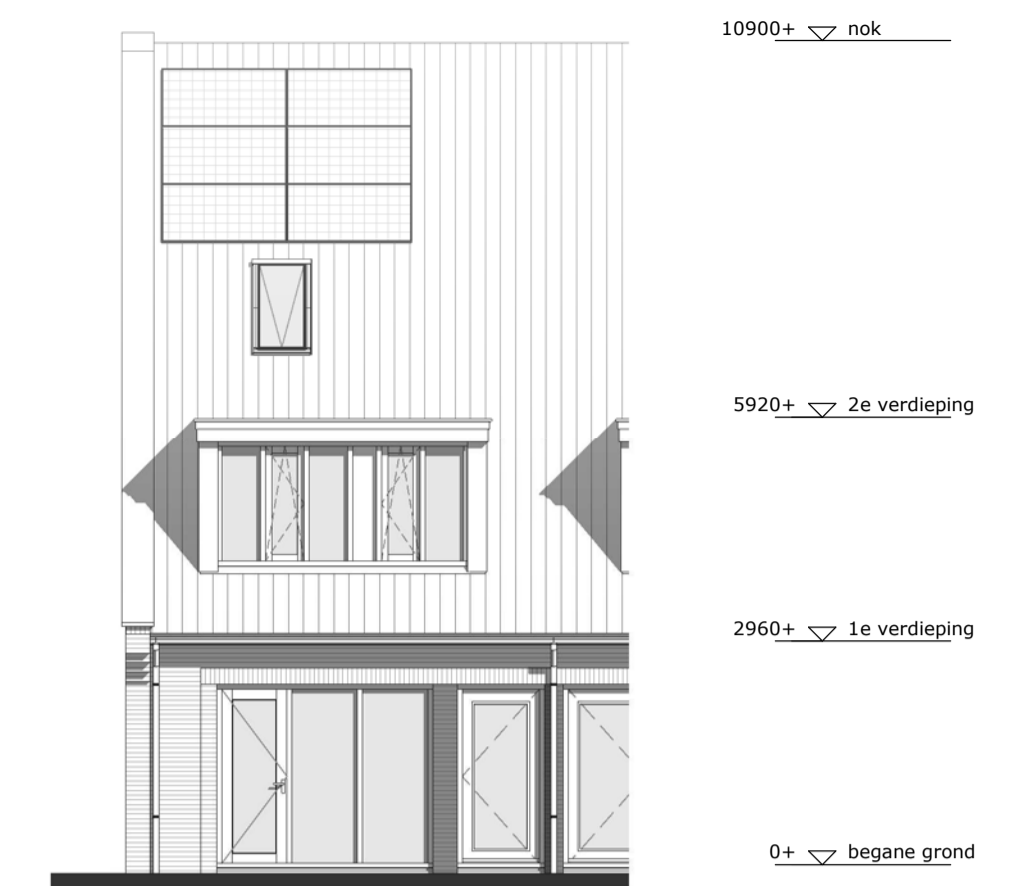 10900+ nok
5920+ 2e verdieping
2960+ 1e verdieping
0+ begane grond